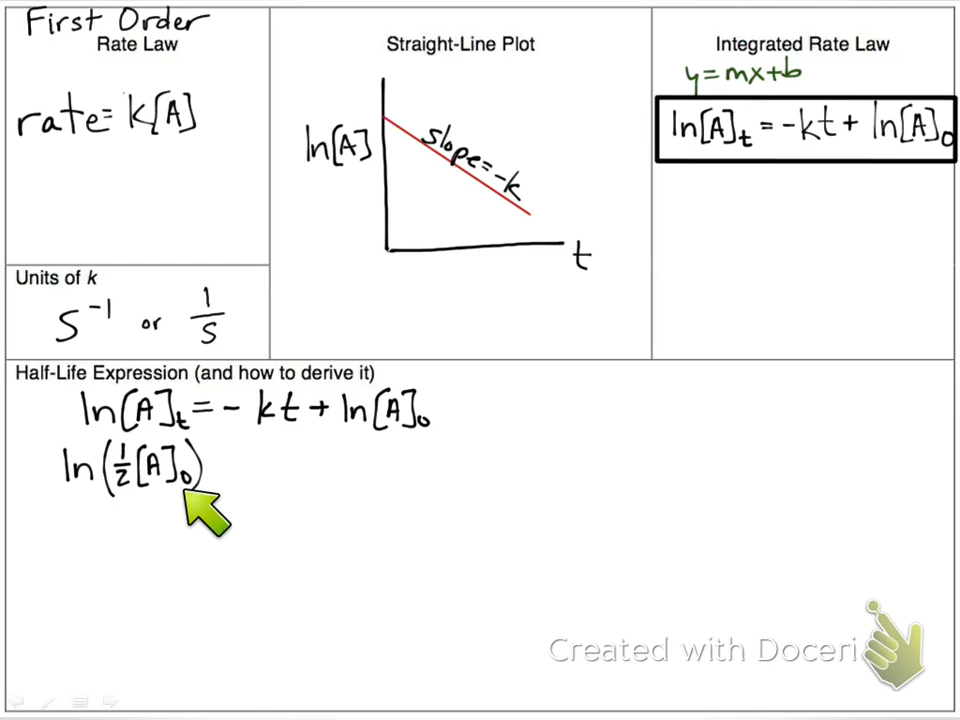 First Order
Rate Law
rate = k[A]
Units of k
S⁻¹ or 1/S
Straight-Line Plot
ln[A]
slope = -k
t
Integrated Rate Law
y = mx+b
ln[A]ₜ = -kt + ln[A]₀
Half-Life Expression (and how to derive it)
ln[A]ₜ = - kt + ln[A]₀
ln(½[A]₀)
Created with Doceri